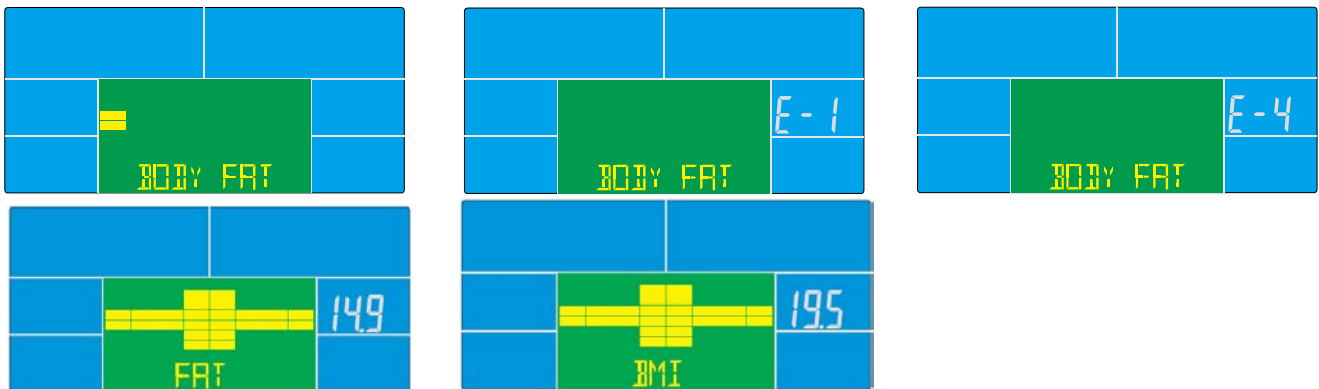 BODY FAT
E-1
BODY FAT
E-4
BODY FAT
14.9
FAT
19.5
BMI